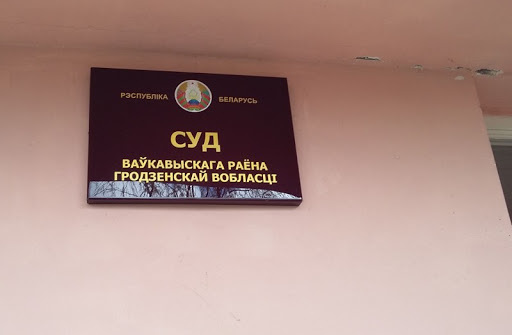 РЭСПУБЛІКА БЕЛАРУСЬ
СУД
ВАЎКАВЫСКАГА РАЁНА
ГРОДЗЕНСКАЙ ВОБЛАСЦІ